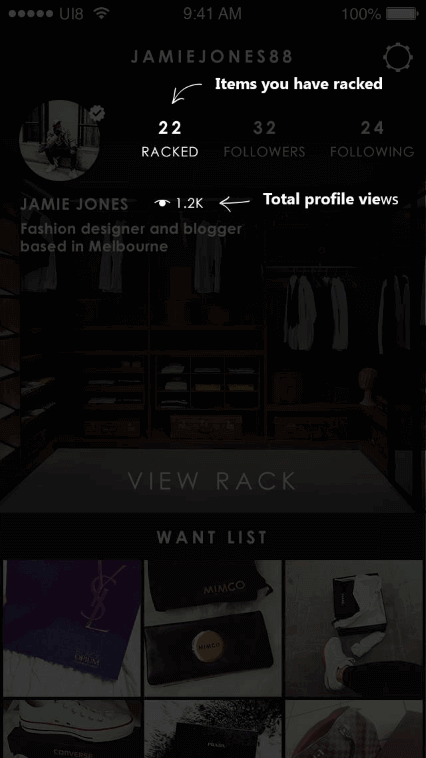 UI8 9:41 AM 100%
JAMIEJONES88
Items you have racked
22 32 24
RACKED FOLLOWERS FOLLOWING
JAMIE JONES 1.2K Total profile views
Fashion designer and blogger
based in Melbourne
VIEW RACK
WANT LIST
YSL
OPIUM
MIMCO
MIMCO
CONVERSE
PRADA